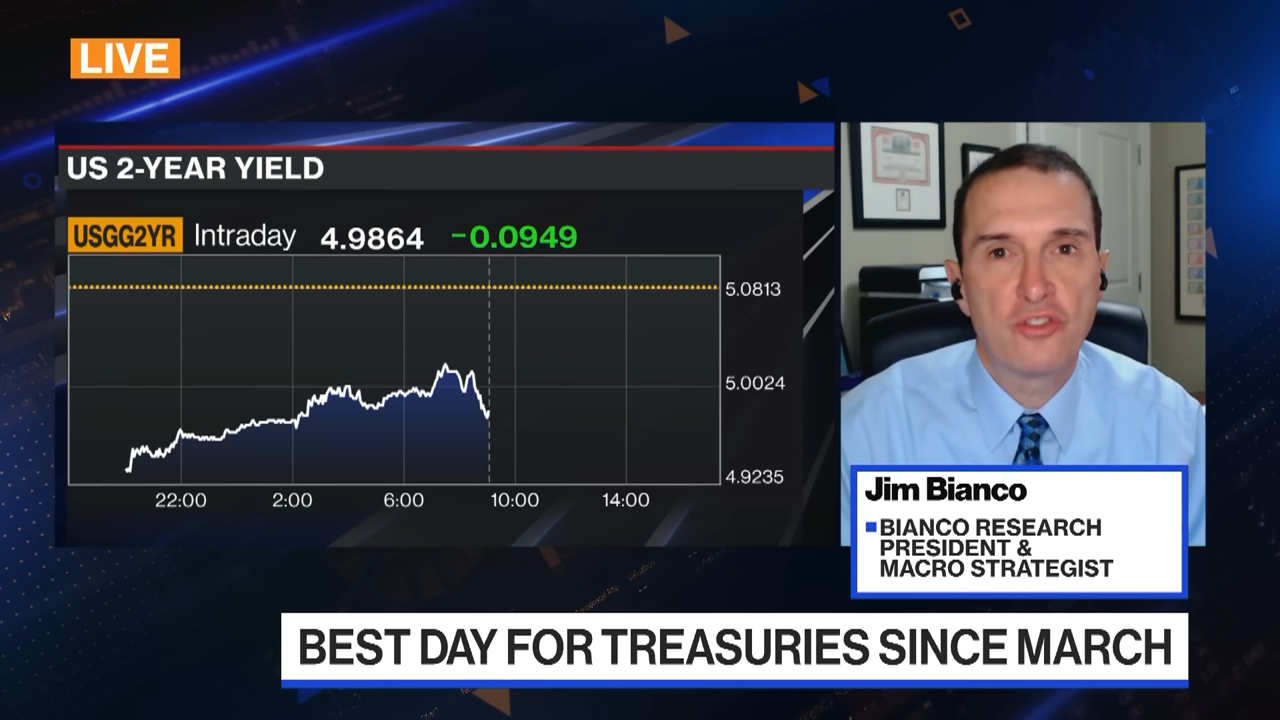 LIVE
US 2-YEAR YIELD
USGG2YR Intraday 4.9864 -0.0949
5.0813
5.0024
4.9235
22:00 2:00 6:00 10:00 14:00
Jim Bianco
BIANCO RESEARCH
PRESIDENT &
MACRO STRATEGIST
BEST DAY FOR TREASURIES SINCE MARCH